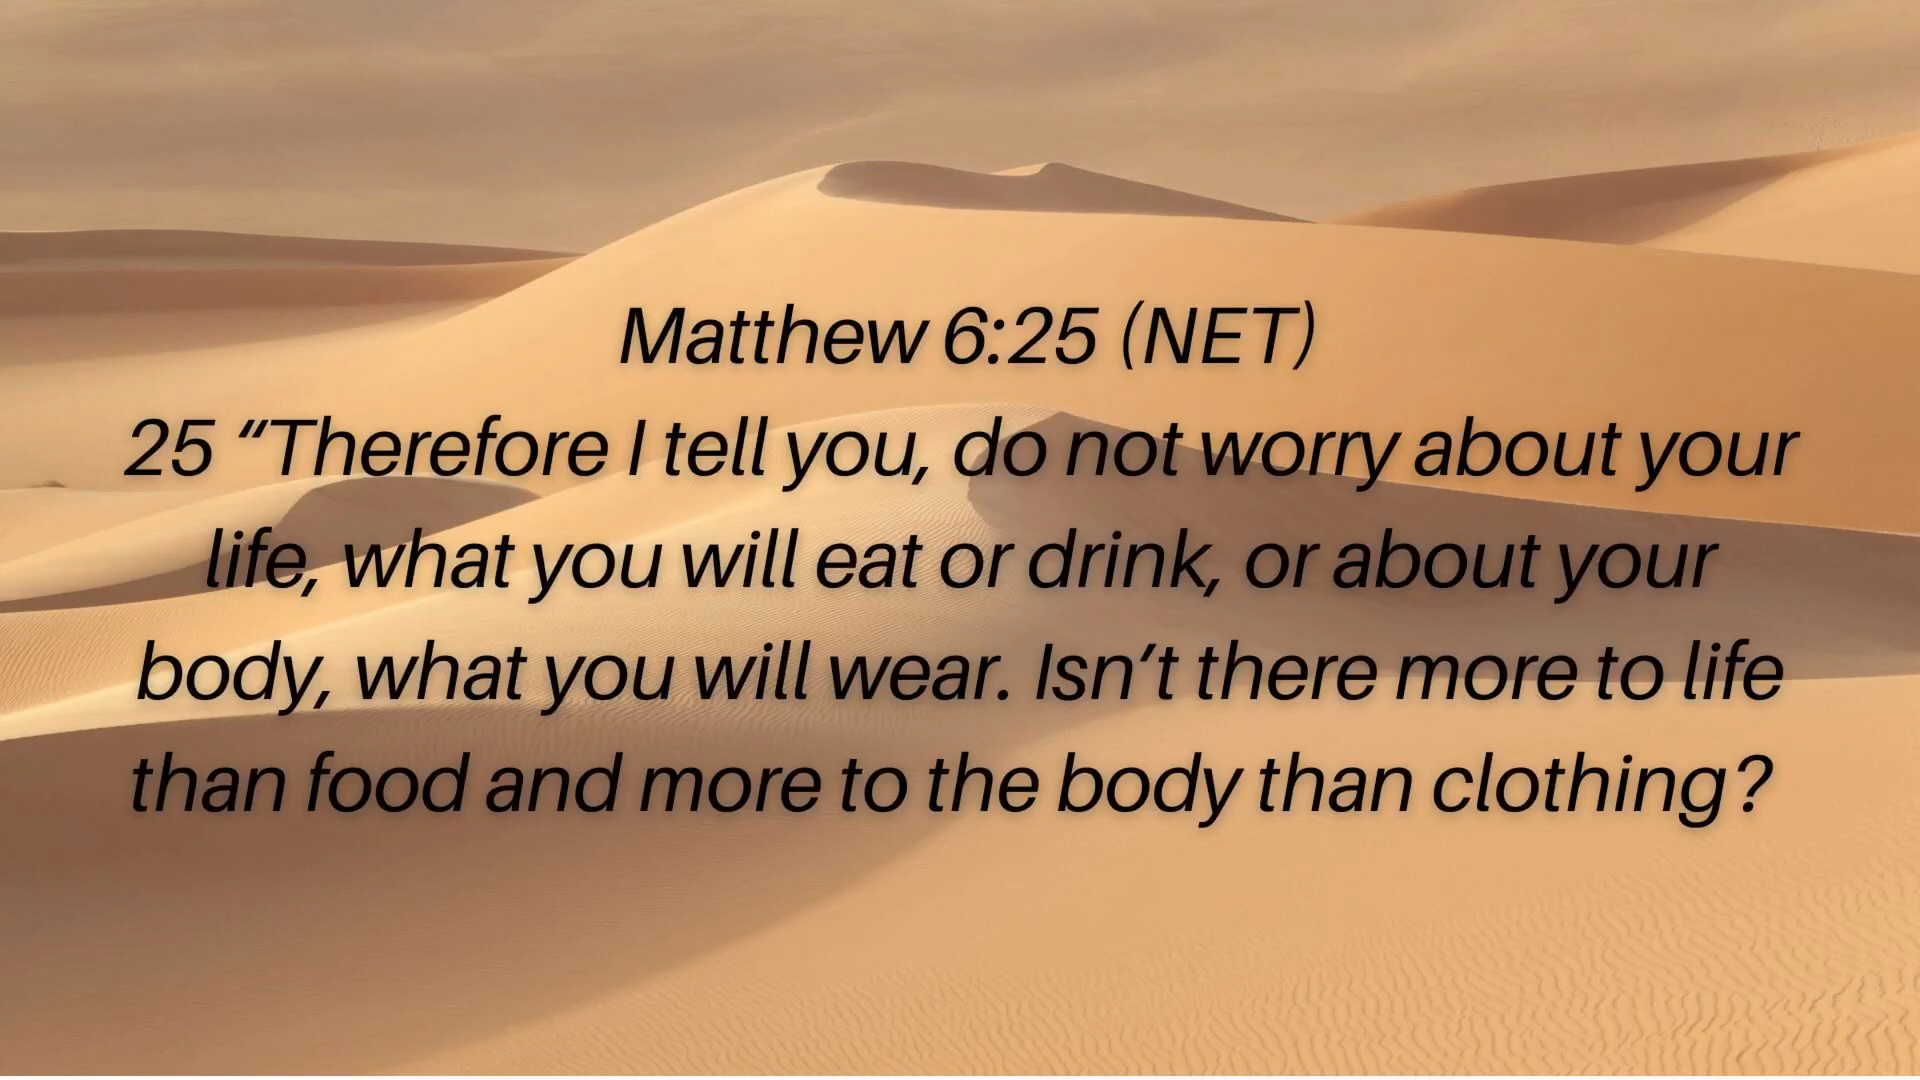 Matthew 6:25 (NET)
25 “Therefore I tell you, do not worry about your
life, what you will eat or drink, or about your
body, what you will wear. Isn’t there more to life
than food and more to the body than clothing?